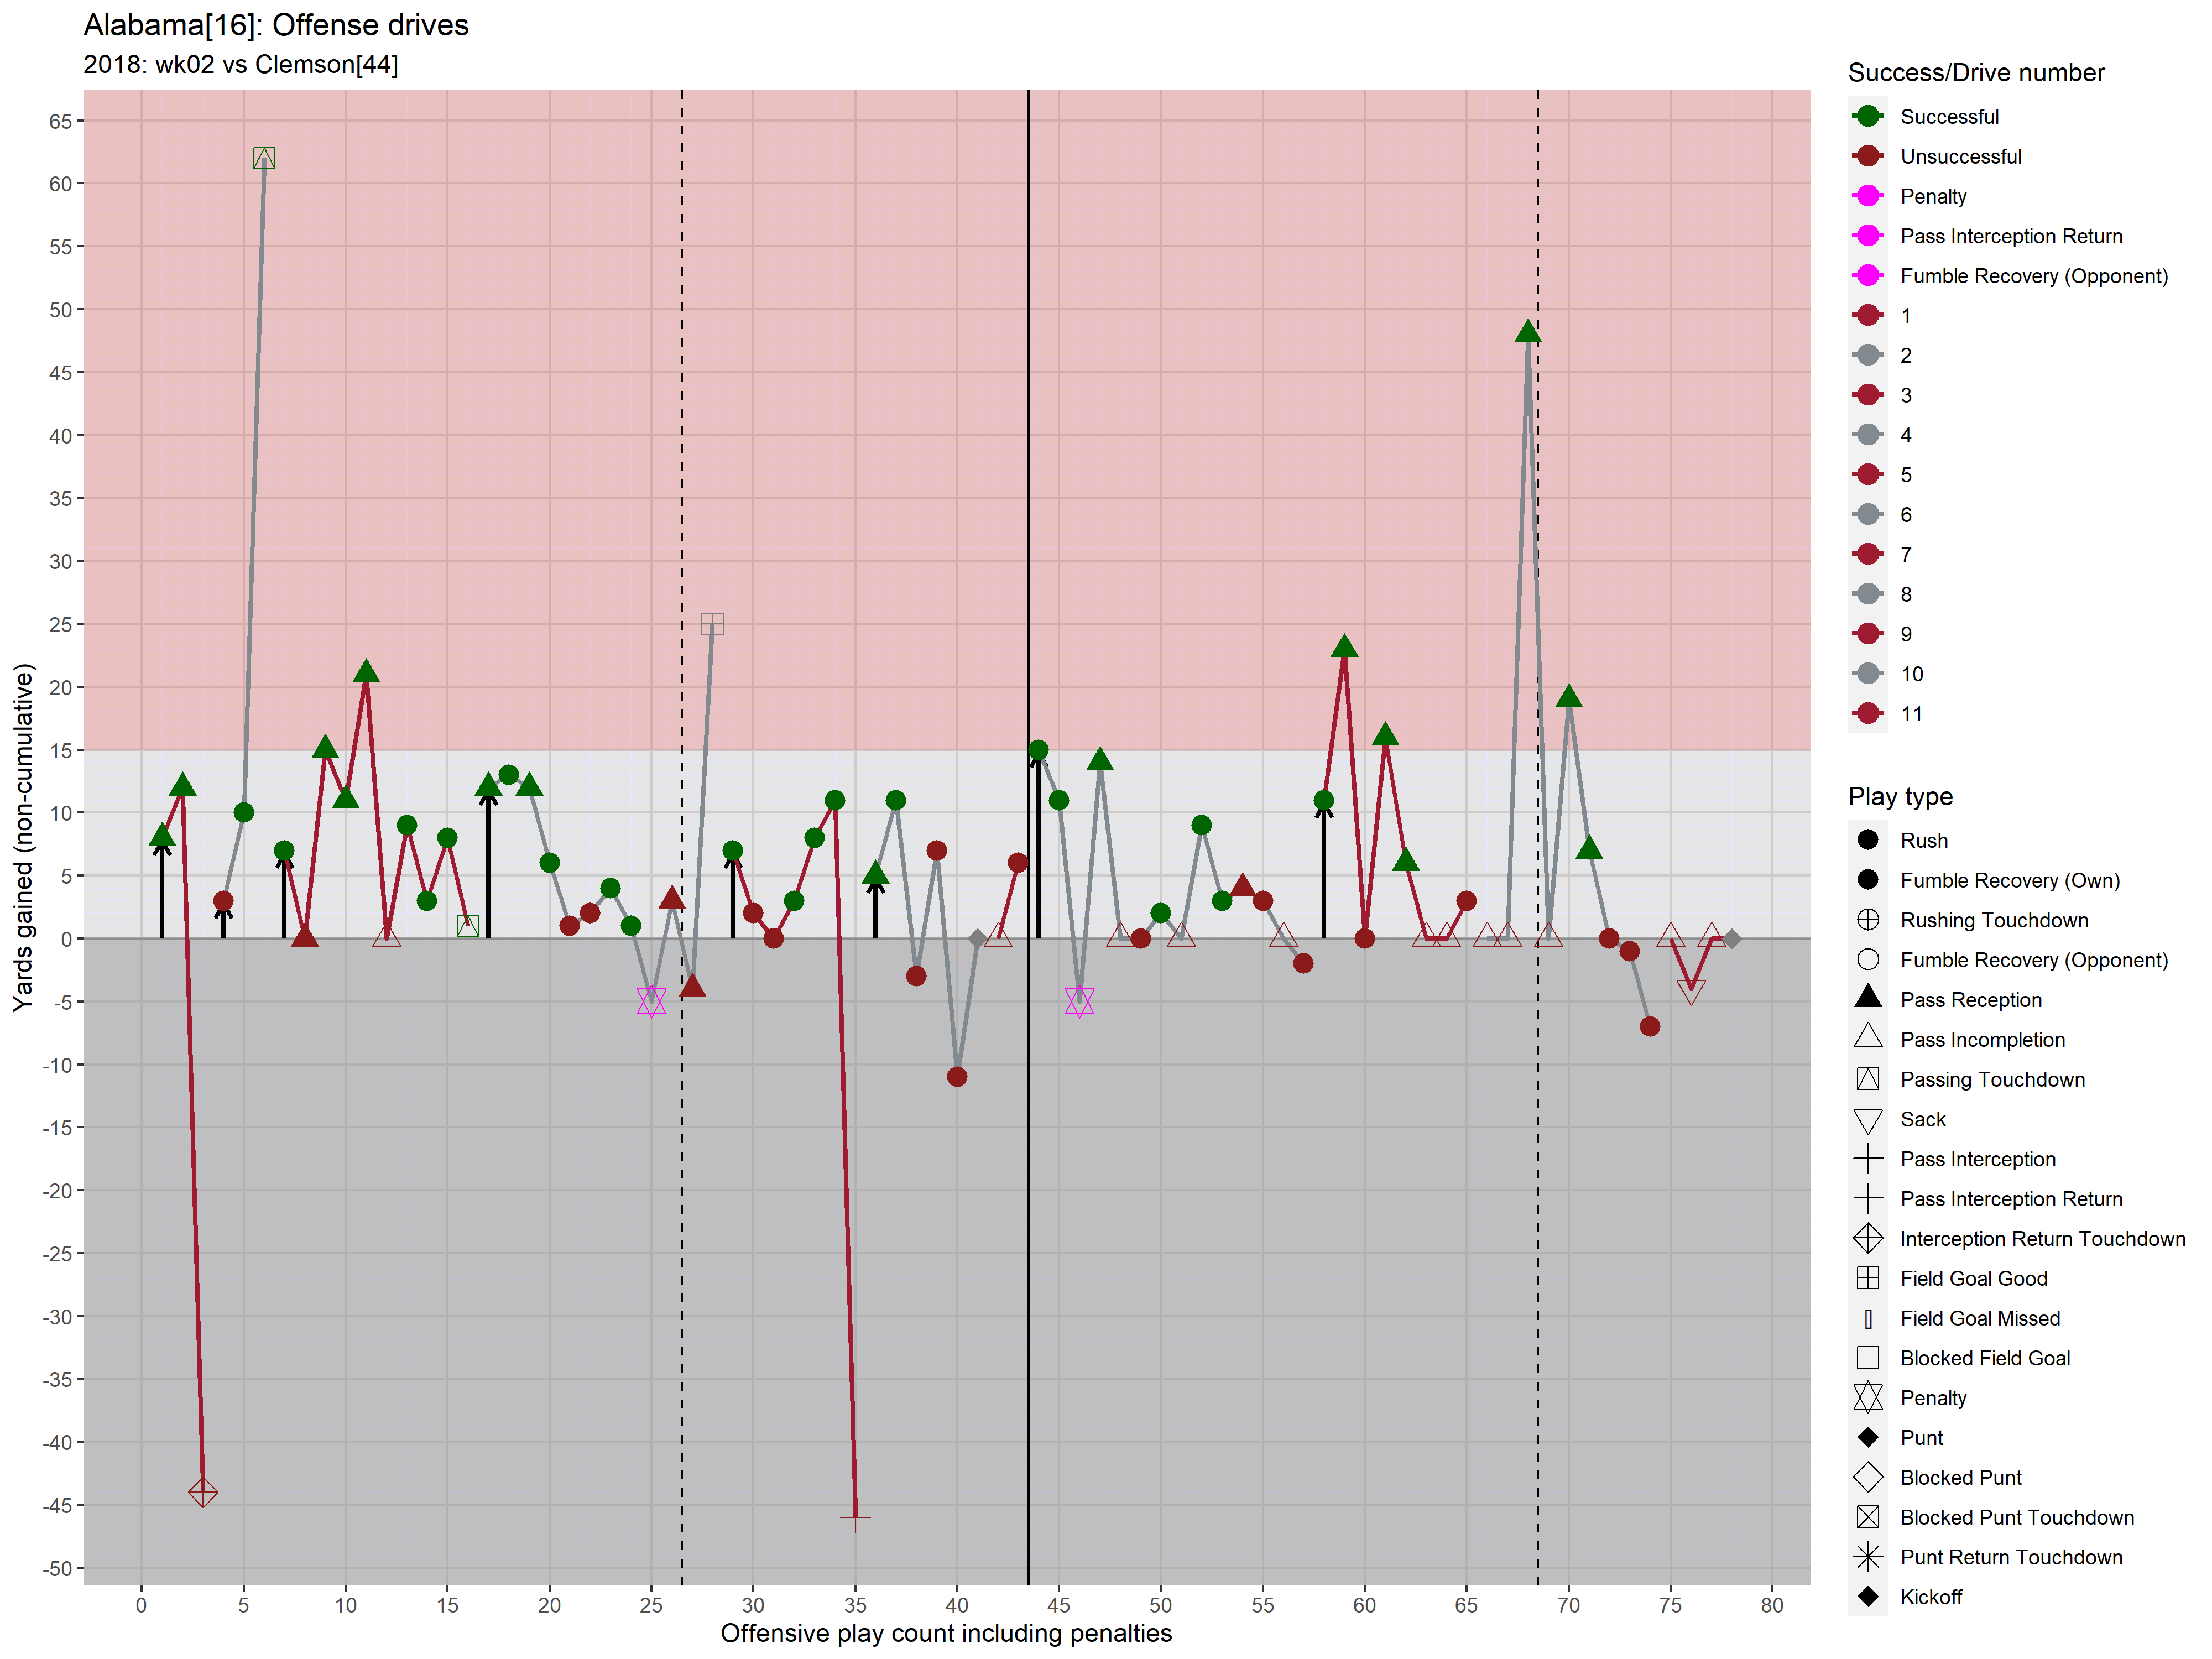 Alabama[16]: Offense drives
2018: wk02 vs Clemson[44]
Yards gained (non-cumulative)
65
60
55
50
45
40
35
30
25
20
15
10
5
0
-5
-10
-15
-20
-25
-30
-35
-40
-45
-50
0 5 10 15 20 25 30 35 40 45 50 55 60 65 70 75 80
Offensive play count including penalties
Success/Drive number
Successful
Unsuccessful
Penalty
Pass Interception Return
Fumble Recovery (Opponent)
1
2
3
4
5
6
7
8
9
10
11
Play type
Rush
Fumble Recovery (Own)
Rushing Touchdown
Fumble Recovery (Opponent)
Pass Reception
Pass Incompletion
Passing Touchdown
Sack
Pass Interception
Pass Interception Return
Interception Return Touchdown
Field Goal Good
Field Goal Missed
Blocked Field Goal
Penalty
Punt
Blocked Punt
Blocked Punt Touchdown
Punt Return Touchdown
Kickoff